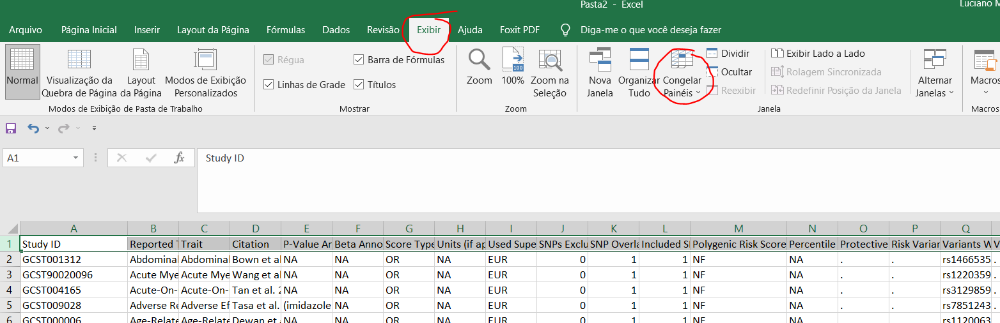 Pasta2 - Excel
Luciano M
Arquivo Página Inicial Inserir Layout da Página Fórmulas Dados Revisão Exibir Ajuda Foxit PDF Diga-me o que você deseja fazer
Normal
Visualização da
Quebra de Página
Layout
da Página
Modos de Exibição
Personalizados
Modos de Exibição de Pasta de Trabalho
Régua
Barra de Fórmulas
Linhas de Grade
Títulos
Mostrar
Zoom
100
100%
Zoom na
Seleção
Zoom
Nova
Janela
Organizar
Tudo
Congelar
Painéis
Dividir
Ocultar
Reexibir
Exibir Lado a Lado
Rolagem Sincronizada
Redefinir Posição da Janela
Janela
Alternar
Janelas
Macros
Macros
A1 fx Study ID
A B C D E F G H I J K L M N O P Q
1 Study ID Reported T Trait Citation P-Value An Beta Anno Score Type Units (if ap Used Supe SNPs Exclu SNP Overla Included S Polygenic Risk Score Percentile Protective Risk Varian Variants W V
2 GCST001312 Abdominal Abdominal Bown et al NA NA OR NA EUR 0 1 1 NF NA . . rs1466535 .
3 GCST90020096 Acute Mye Acute Mye Wang et al NA NA OR NA EUR 0 1 1 NF NA . . rs1220359 .
4 GCST004165 Acute-On- Acute-On- Tan et al. 2 NA NA OR NA EUR 0 1 1 NF NA . . rs3129859 .
5 GCST009028 Adverse Re Adverse Ef Tasa et al. (imidazole NA OR NA EUR 0 1 1 NF NA . . rs7851243 .
6 GCST000006 Age-Relate Age-Relate Dewan et a NA NA OR NA EUR 0 1 1 NF NA . . rs1120063 .